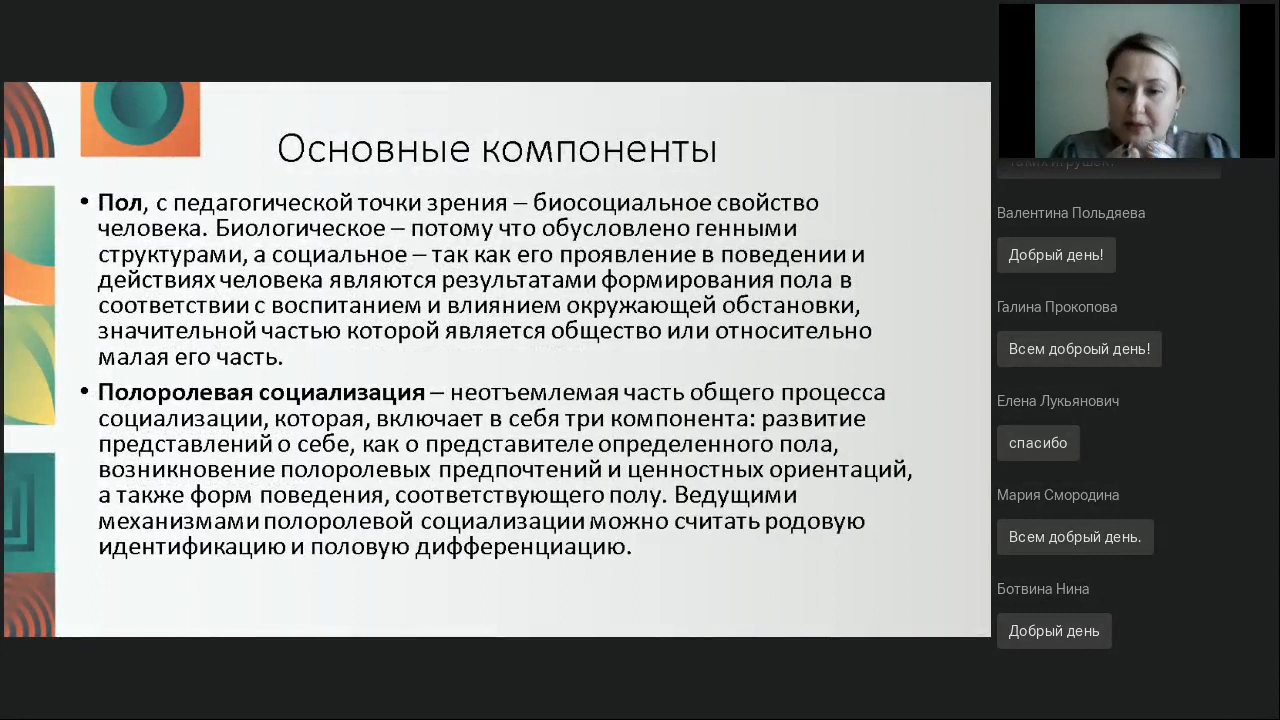 Основные компоненты
• Пол, с педагогической точки зрения – биосоциальное свойство
человека. Биологическое – потому что обусловлено генными
структурами, а социальное – так как его проявление в поведении и
действиях человека являются результатами формирования пола в
соответствии с воспитанием и влиянием окружающей обстановки,
значительной частью которой является общество или относительно
малая его часть.
• Полоролевая социализация – неотъемлемая часть общего процесса
социализации, которая, включает в себя три компонента: развитие
представлений о себе, как о представителе определенного пола,
возникновение полоролевых предпочтений и ценностных ориентаций,
а также форм поведения, соответствующего полу. Ведущими
механизмами полоролевой социализации можно считать родовую
идентификацию и половую дифференциацию.
таких игрушек?
Валентина Польдяева
Добрый день!
Галина Прокопова
Всем доброый день!
Елена Лукьянович
спасибо
Мария Смородина
Всем добрый день.
Ботвина Нина
Добрый день